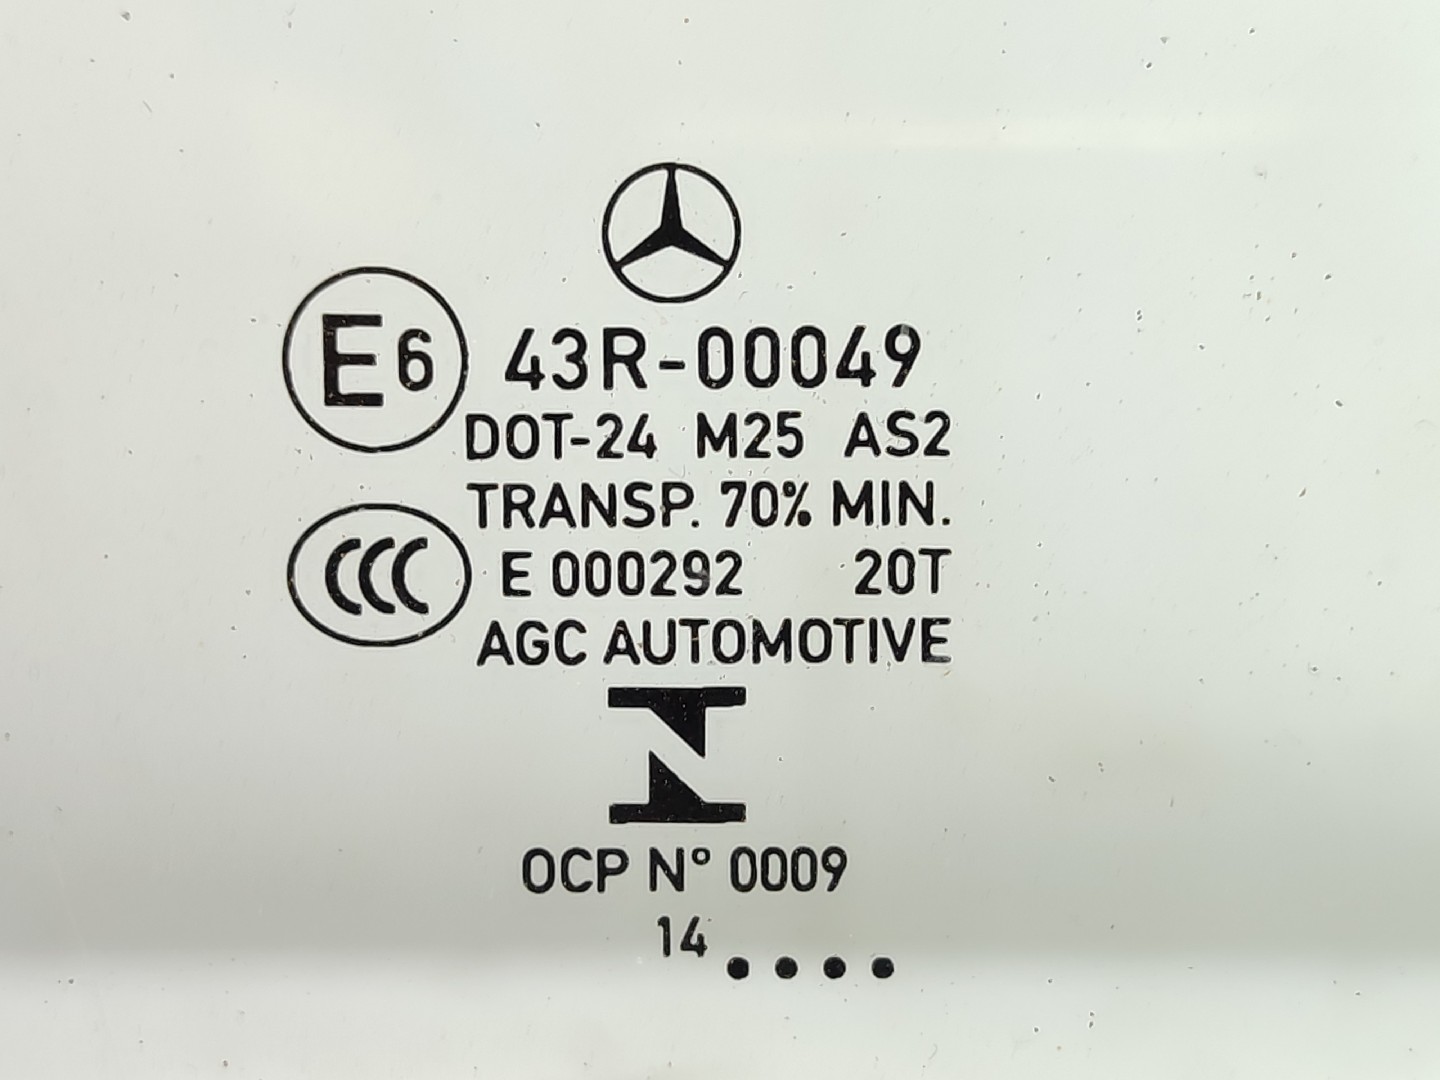 E6 43R-00049
DOT-24 M25 AS2
TRANSP. 70% MIN.
CCC E 000292 20T
AGC AUTOMOTIVE
OCP N° 0009
14 ....